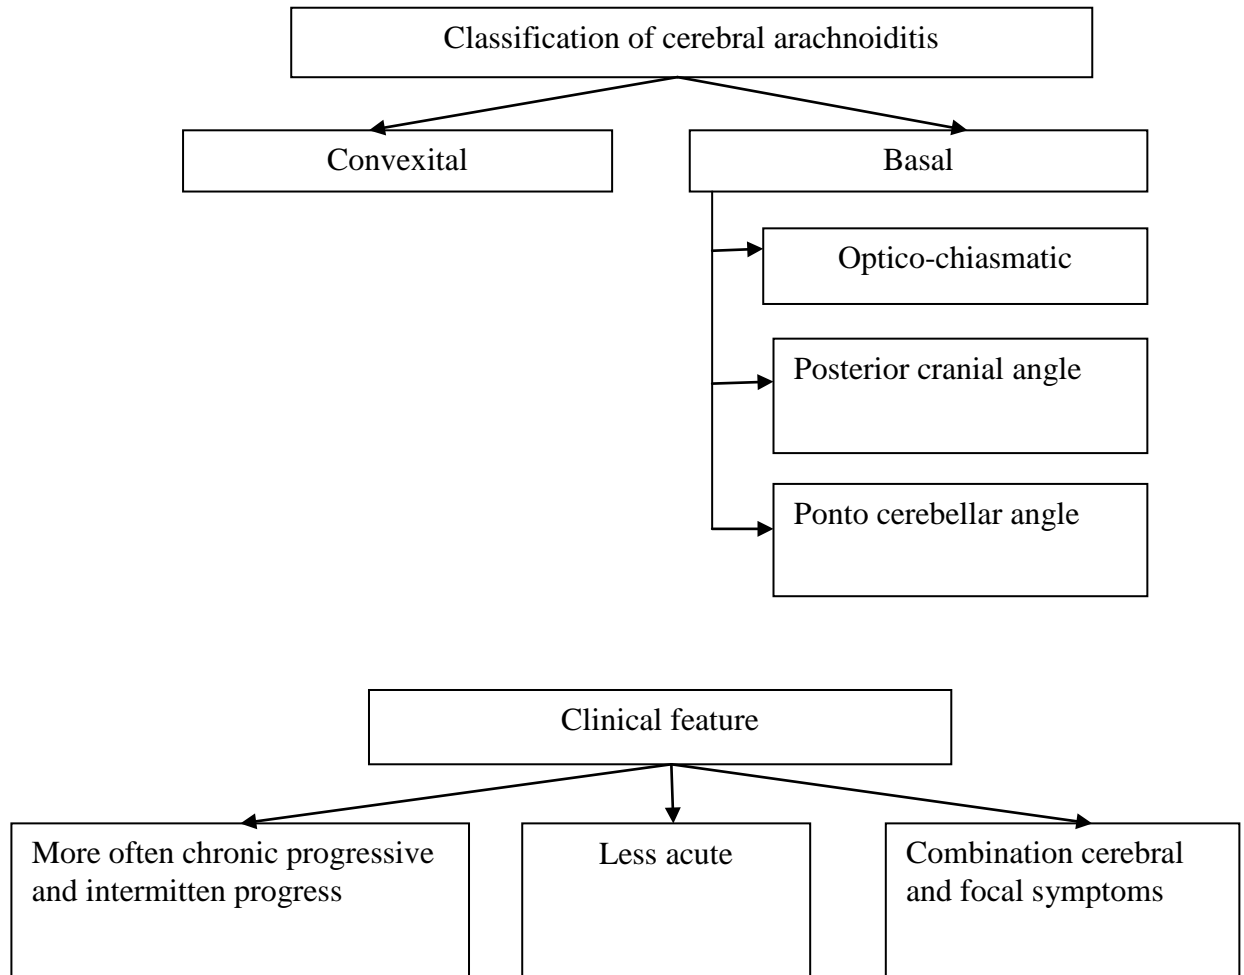 Classification of cerebral arachnoiditis
Convexital
Basal
Optico-chiasmatic
Posterior cranial angle
Ponto cerebellar angle
Clinical feature
More often chronic progressive
and intermitten progress
Less acute
Combination cerebral
and focal symptoms